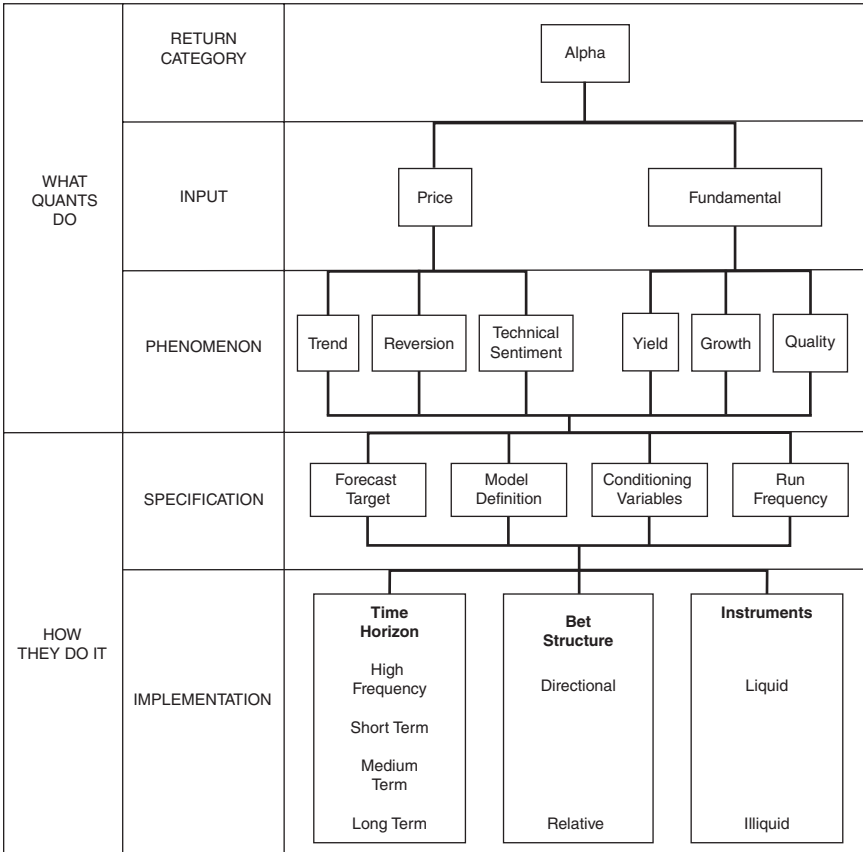 RETURN
CATEGORY
Alpha
WHAT
QUANTS
DO
INPUT
Price
Fundamental
PHENOMENON
Trend
Reversion
Technical
Sentiment
Yield
Growth
Quality
HOW
THEY DO IT
SPECIFICATION
Forecast
Target
Model
Definition
Conditioning
Variables
Run
Frequency
IMPLEMENTATION
Time
Horizon
High
Frequency
Short Term
Medium
Term
Long Term
Bet
Structure
Directional
Relative
Instruments
Liquid
Illiquid